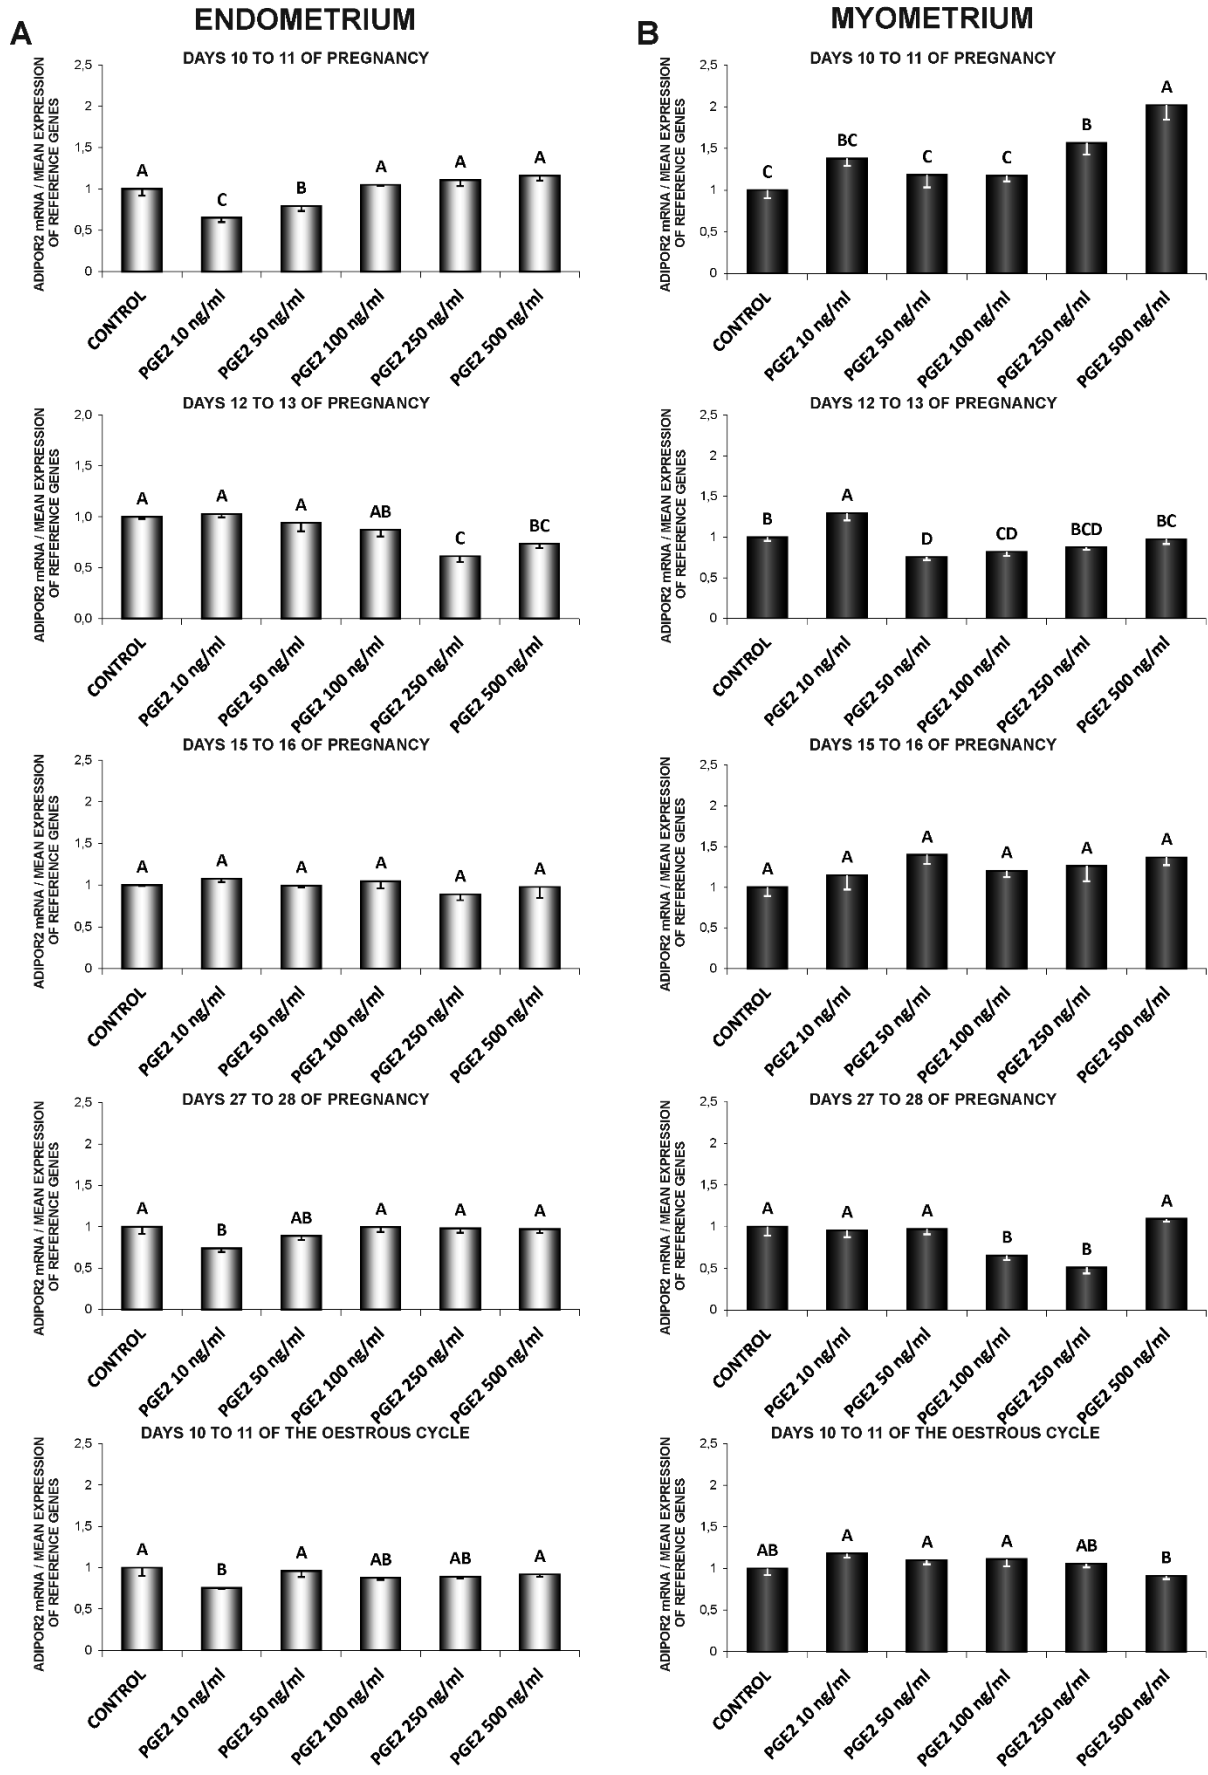 ENDOMETRIUM
MYOMETRIUM
A
B
DAYS 10 TO 11 OF PREGNANCY
ADIPOR2 mRNA / MEAN EXPRESSION
OF REFERENCE GENES
2,5
2
1,5
1
0,5
0
A
C
B
A
A
A
CONTROL
PGE2 10 ng/ml
PGE2 50 ng/ml
PGE2 100 ng/ml
PGE2 250 ng/ml
PGE2 500 ng/ml
DAYS 10 TO 11 OF PREGNANCY
ADIPOR2 mRNA / MEAN EXPRESSION
OF REFERENCE GENES
2,5
2
1,5
1
0,5
0
C
BC
C
C
B
A
CONTROL
PGE2 10 ng/ml
PGE2 50 ng/ml
PGE2 100 ng/ml
PGE2 250 ng/ml
PGE2 500 ng/ml
DAYS 12 TO 13 OF PREGNANCY
ADIPOR2 mRNA / MEAN EXPRESSION
OF REFERENCE GENES
2,0
1,5
1,0
0,5
0,0
A
A
A
AB
C
BC
CONTROL
PGE2 10 ng/ml
PGE2 50 ng/ml
PGE2 100 ng/ml
PGE2 250 ng/ml
PGE2 500 ng/ml
DAYS 12 TO 13 OF PREGNANCY
ADIPOR2 mRNA / MEAN EXPRESSION
OF REFERENCE GENES
2,5
2
1,5
1
0,5
0
B
A
D
CD
BCD
BC
CONTROL
PGE2 10 ng/ml
PGE2 50 ng/ml
PGE2 100 ng/ml
PGE2 250 ng/ml
PGE2 500 ng/ml
DAYS 15 TO 16 OF PREGNANCY
ADIPOR2 mRNA / MEAN EXPRESSION
OF REFERENCE GENES
2,5
2
1,5
1
0,5
0
A
A
A
A
A
A
CONTROL
PGE2 10 ng/ml
PGE2 50 ng/ml
PGE2 100 ng/ml
PGE2 250 ng/ml
PGE2 500 ng/ml
DAYS 15 TO 16 OF PREGNANCY
ADIPOR2 mRNA / MEAN EXPRESSION
OF REFERENCE GENES
2,5
2
1,5
1
0,5
0
A
A
A
A
A
A
CONTROL
PGE2 10 ng/ml
PGE2 50 ng/ml
PGE2 100 ng/ml
PGE2 250 ng/ml
PGE2 500 ng/ml
DAYS 27 TO 28 OF PREGNANCY
ADIPOR2 mRNA / MEAN EXPRESSION
OF REFERENCE GENES
2,5
2
1,5
1
0,5
0
A
B
AB
A
A
A
CONTROL
PGE2 10 ng/ml
PGE2 50 ng/ml
PGE2 100 ng/ml
PGE2 250 ng/ml
PGE2 500 ng/ml
DAYS 27 TO 28 OF PREGNANCY
ADIPOR2 mRNA / MEAN EXPRESSION
OF REFERENCE GENES
2,5
2
1,5
1
0,5
0
A
A
A
B
B
A
CONTROL
PGE2 10 ng/ml
PGE2 50 ng/ml
PGE2 100 ng/ml
PGE2 250 ng/ml
PGE2 500 ng/ml
DAYS 10 TO 11 OF THE OESTROUS CYCLE
ADIPOR2 mRNA / MEAN EXPRESSION
OF REFERENCE GENES
2,5
2
1,5
1
0,5
0
A
B
A
AB
AB
A
CONTROL
PGE2 10 ng/ml
PGE2 50 ng/ml
PGE2 100 ng/ml
PGE2 250 ng/ml
PGE2 500 ng/ml
DAYS 10 TO 11 OF THE OESTROUS CYCLE
ADIPOR2 mRNA / MEAN EXPRESSION
OF REFERENCE GENES
2,5
2
1,5
1
0,5
0
AB
A
A
A
AB
B
CONTROL
PGE2 10 ng/ml
PGE2 50 ng/ml
PGE2 100 ng/ml
PGE2 250 ng/ml
PGE2 500 ng/ml